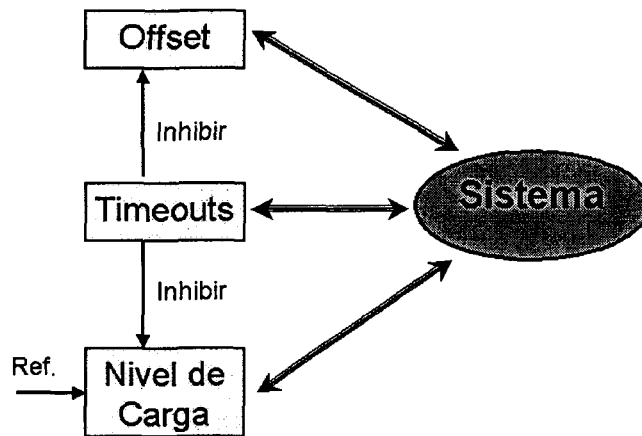 Offset
Inhibir
Timeouts
Sistema
Inhibir
Ref.
Nivel de
Carga